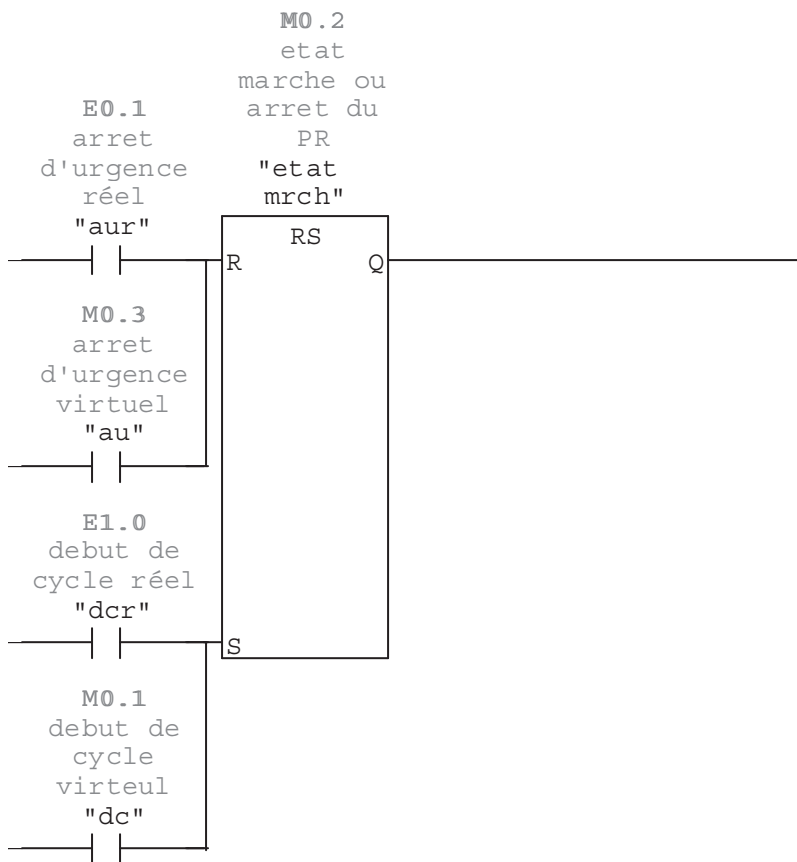 M0.2
etat
marche ou
arret du
PR
"etat
mrch"
E0.1
arret
d'urgence
réel
"aur"
RS
R
Q
M0.3
arret
d'urgence
virtuel
"au"
E1.0
debut de
cycle réel
"dcr"
S
M0.1
debut de
cycle
virteul
"dc"